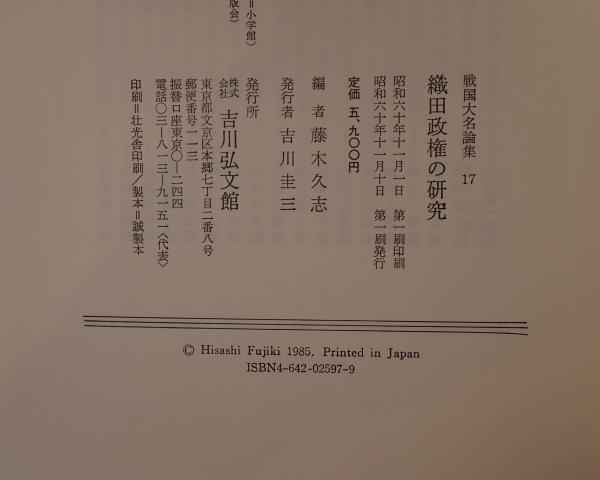 戦国大名論集 17
織田政権の研究
昭和六十年十一月一日 第一刷印刷
昭和六十年十一月十日 第一刷発行
定価 五、九〇〇円
編者 藤木久志
発行者 吉川圭三
発行所
株式会社 吉川弘文館
東京都文京区本郷七丁目二番八号
郵便番号一一三
振替口座東京〇―二四四
電話〇三―八一三―九一五一〈代表〉
印刷＝壮光舎印刷／製本＝誠製本
＝小学館）
版会）
© Hisashi Fujiki 1985. Printed in Japan
ISBN4-642-02597-9